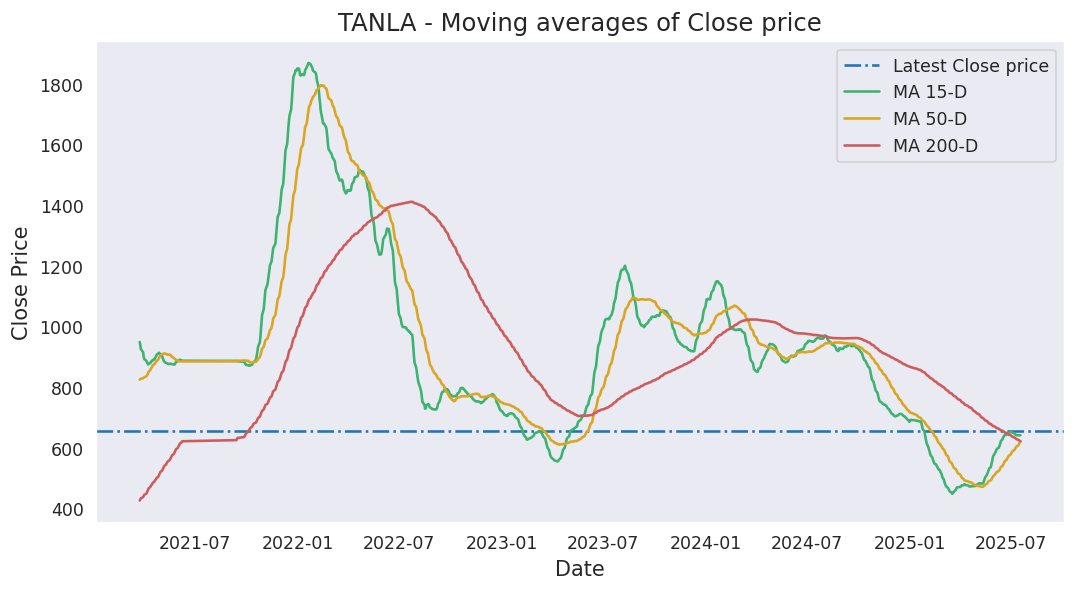 TANLA - Moving averages of Close price
Latest Close price
MA 15-D
MA 50-D
MA 200-D
Close Price
1800
1600
1400
1200
1000
800
600
400
2021-07 2022-01 2022-07 2023-01 2023-07 2024-01 2024-07 2025-01 2025-07
Date